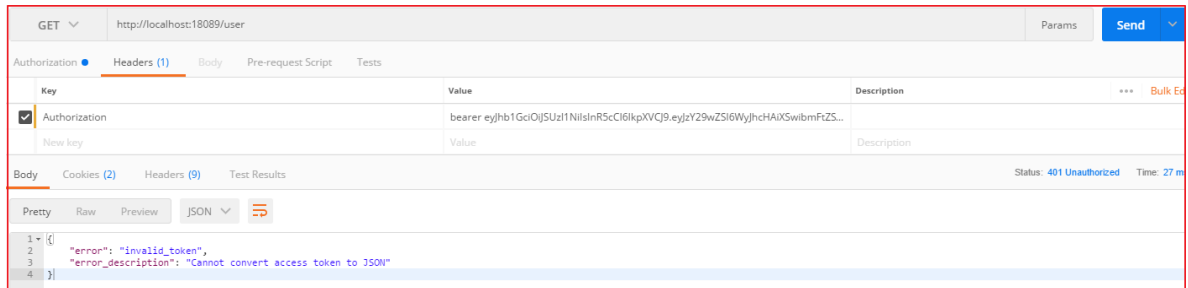 GET http://localhost:18089/user Params Send
Authorization Headers (1) Body Pre-request Script Tests
Key Value Description ••• Bulk Ed
Authorization bearer eyJhbGciOiJSUzI1NiIsInR5cCI6IkpXVCJ9.eyJzY29wZSI6WyJhcHAiXSwibmFtZS...
New key Value Description
Body Cookies (2) Headers (9) Test Results Status: 401 Unauthorized Time: 27 m
Pretty Raw Preview JSON
1 {
2 "error": "invalid_token",
3 "error_description": "Cannot convert access token to JSON"
4 }